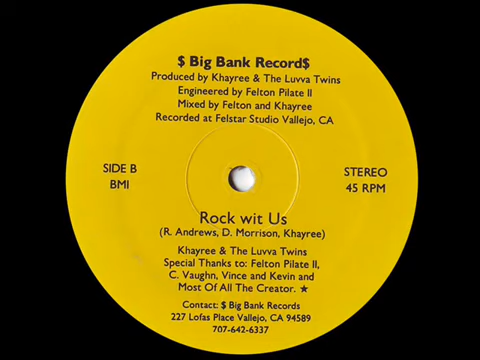 $ Big Bank Record$
Produced by Khayree & The Luvva Twins
Engineered by Felton Pilate II
Mixed by Felton and Khayree
Recorded at Felstar Studio Vallejo, CA
SIDE B
BMI
STEREO
45 RPM
Rock wit Us
(R. Andrews, D. Morrison, Khayree)
Khayree & The Luvva Twins
Special Thanks to: Felton Pilate II,
C. Vaughn, Vince and Kevin and
Most Of All The Creator. ★
Contact: $ Big Bank Records
227 Lofas Place Vallejo, CA 94589
707-642-6337